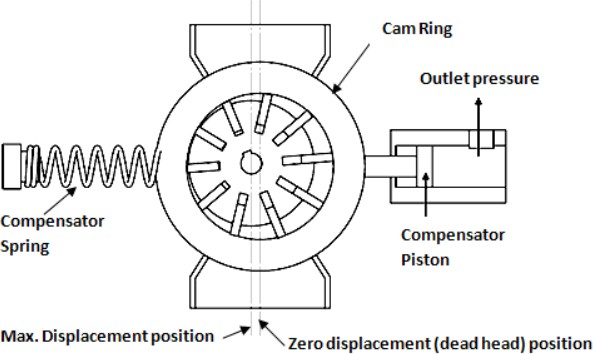 Cam Ring
Outlet pressure
Compensator
Spring
Compensator
Piston
Max. Displacement position
Zero displacement (dead head) position